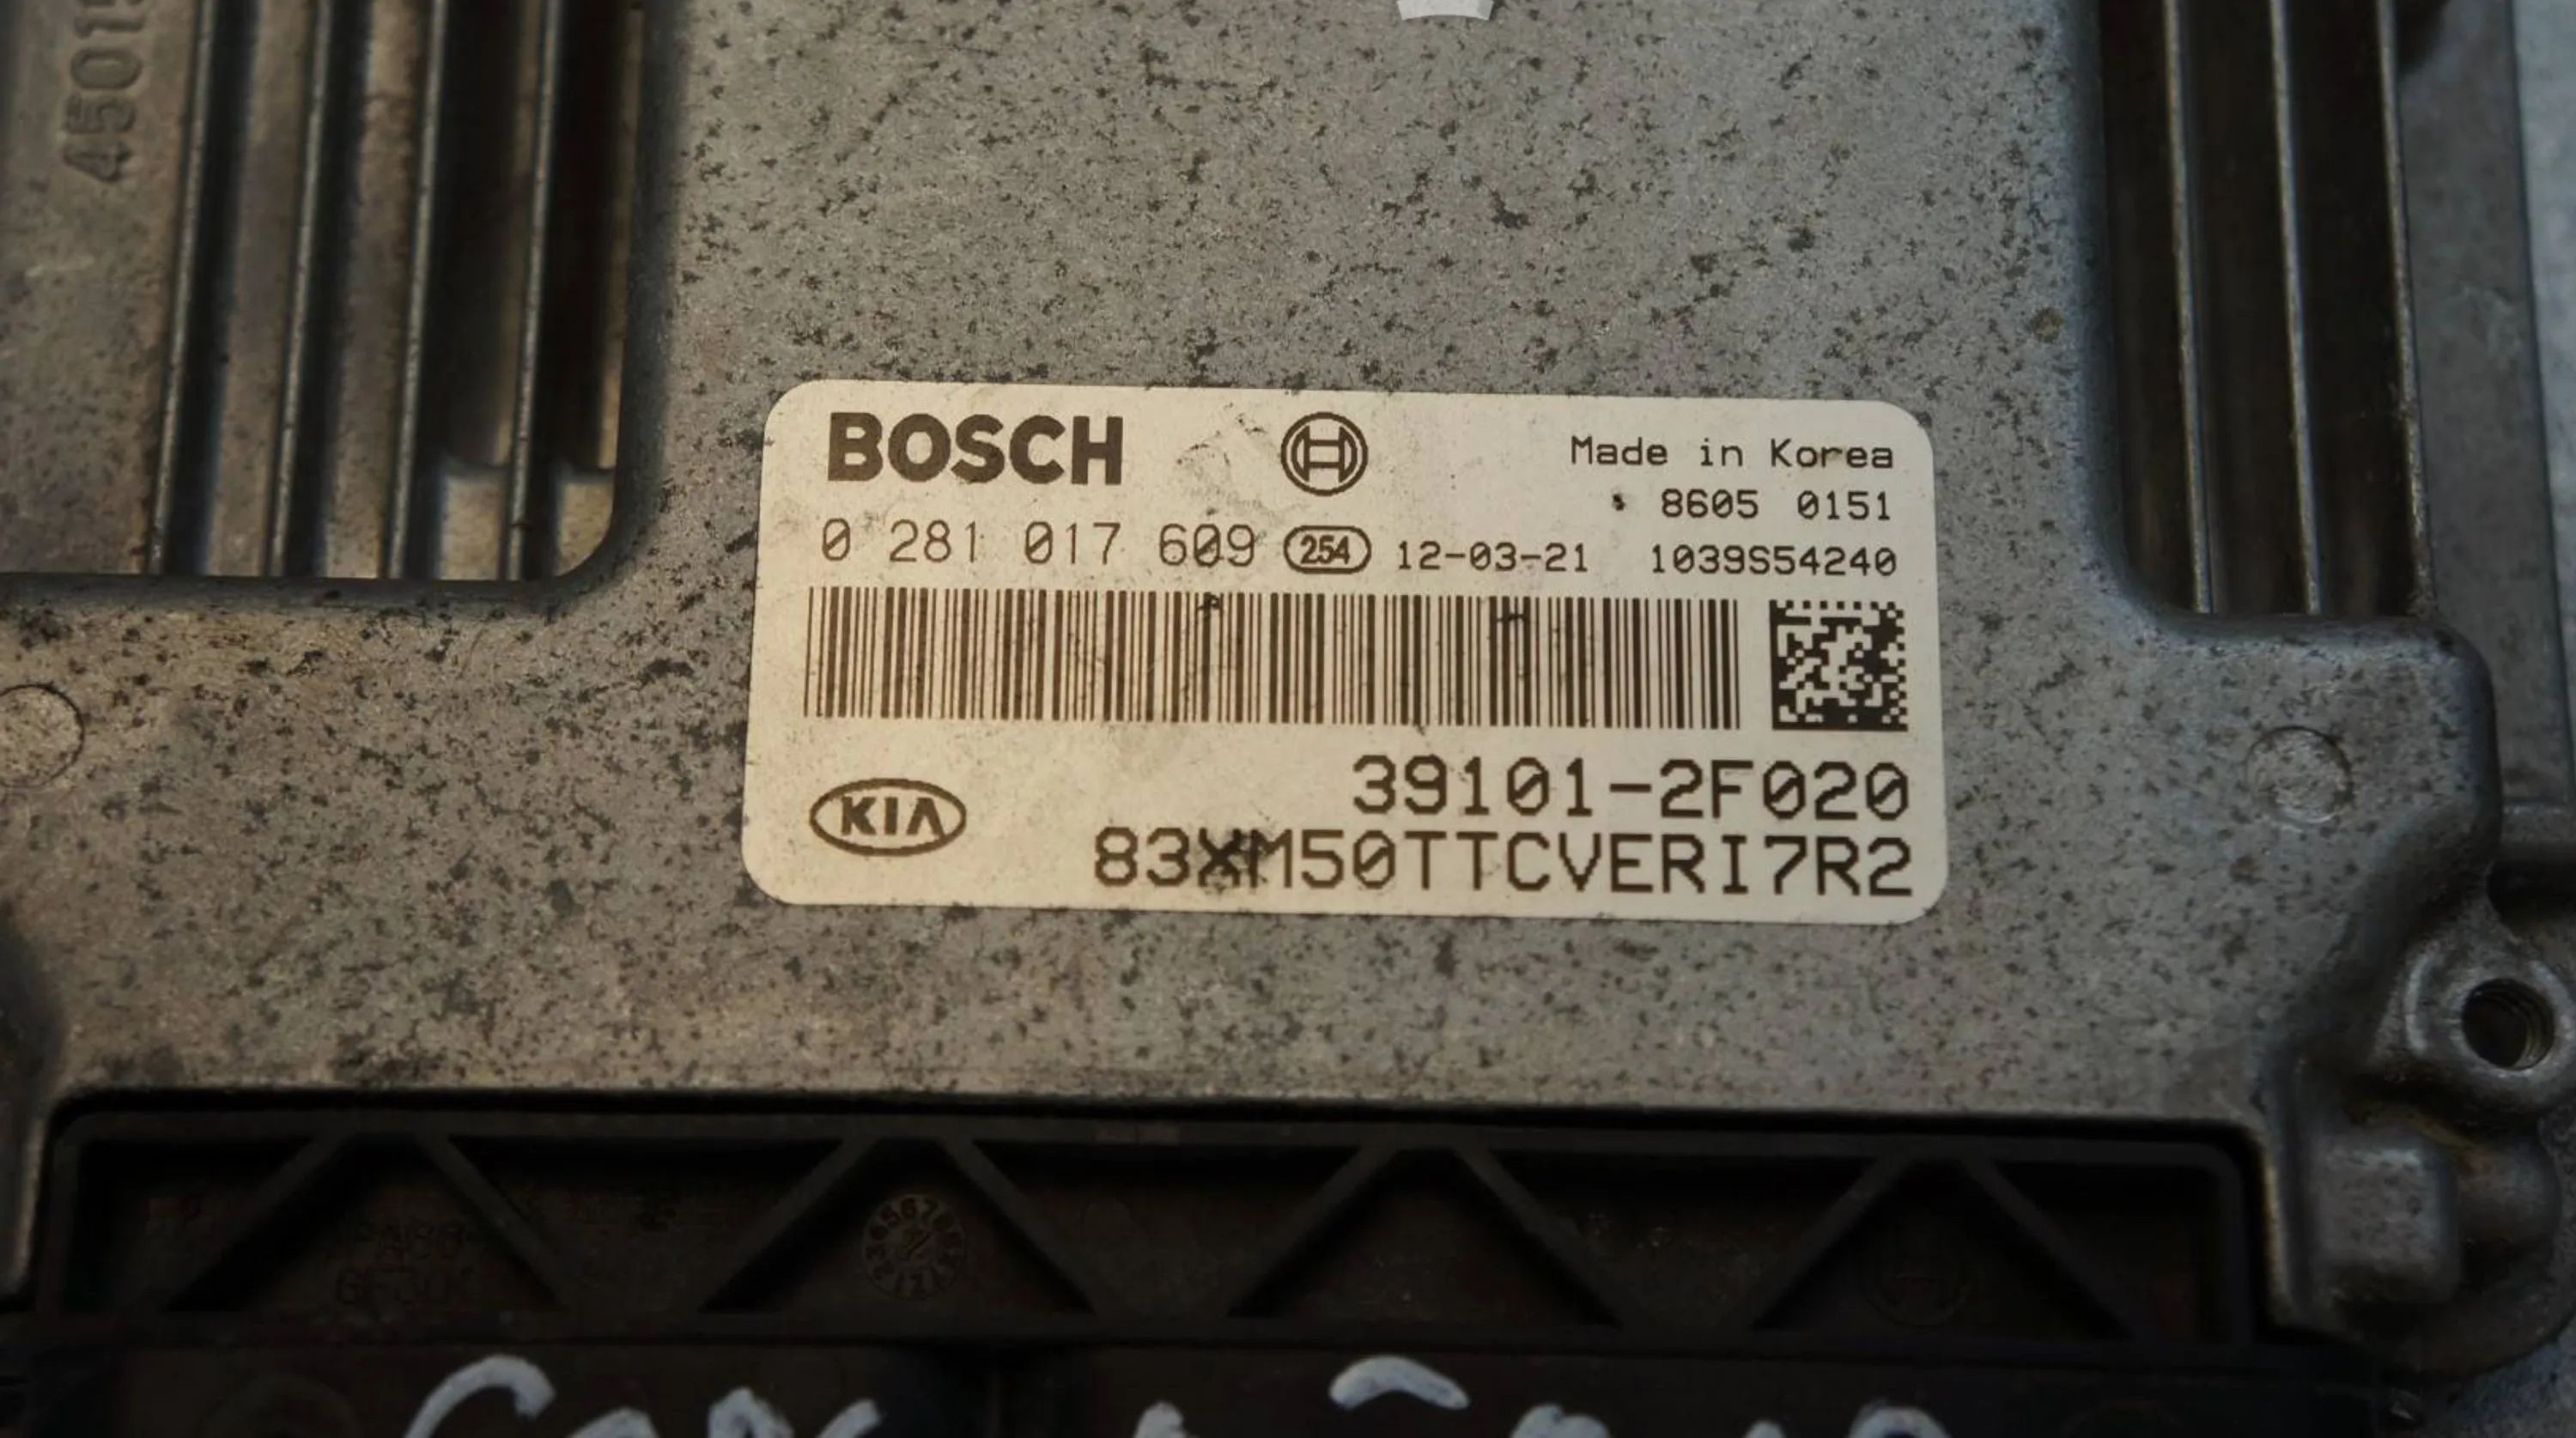 BOSCH
Made in Korea
8605 0151
0 281 017 609 254 12-03-21 1039S54240
KIA 39101-2F020
83XM50TTCVERI7R2